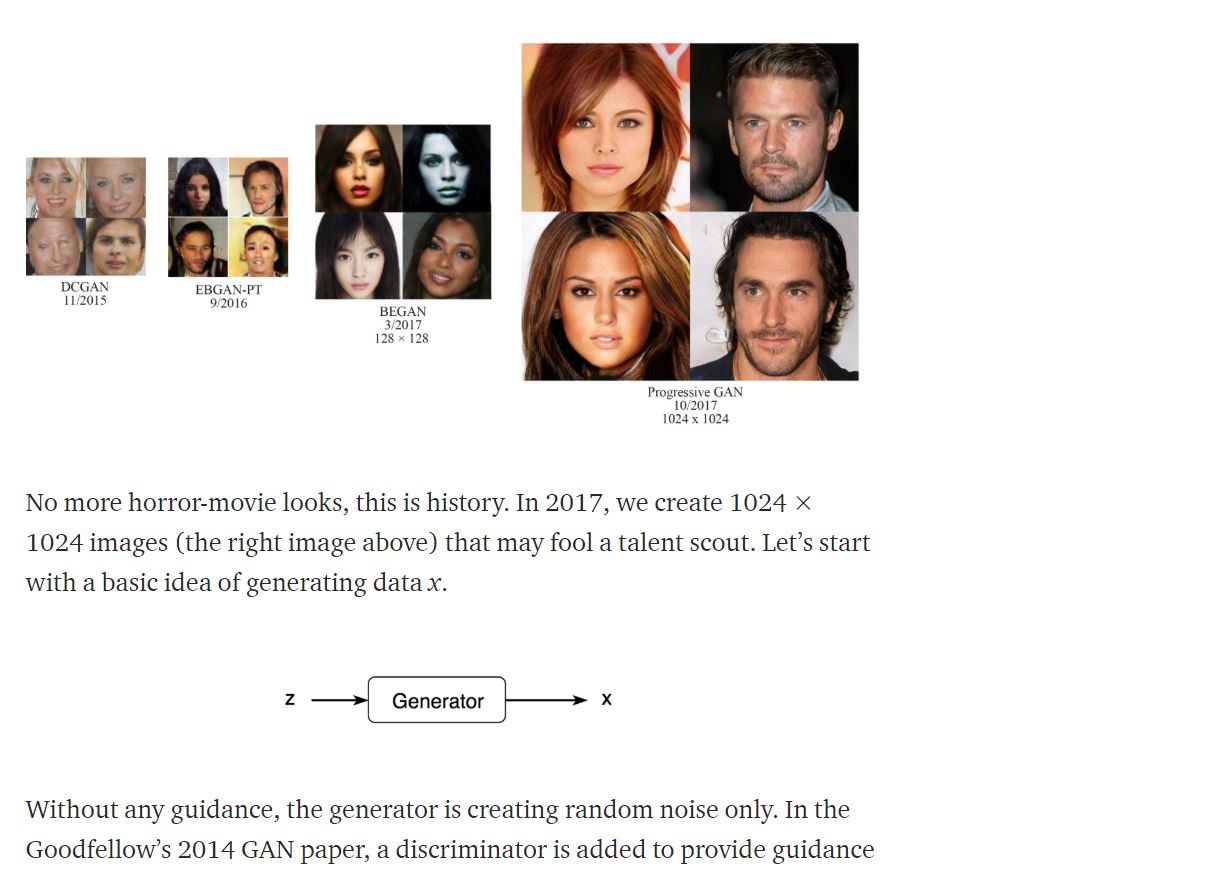 DCGAN
11/2015
EBGAN-PT
9/2016
BEGAN
3/2017
128 × 128
Progressive GAN
10/2017
1024 x 1024
No more horror-movie looks, this is history. In 2017, we create 1024 ×
1024 images (the right image above) that may fool a talent scout. Let’s start
with a basic idea of generating data x.
z Generator x
Without any guidance, the generator is creating random noise only. In the
Goodfellow’s 2014 GAN paper, a discriminator is added to provide guidance